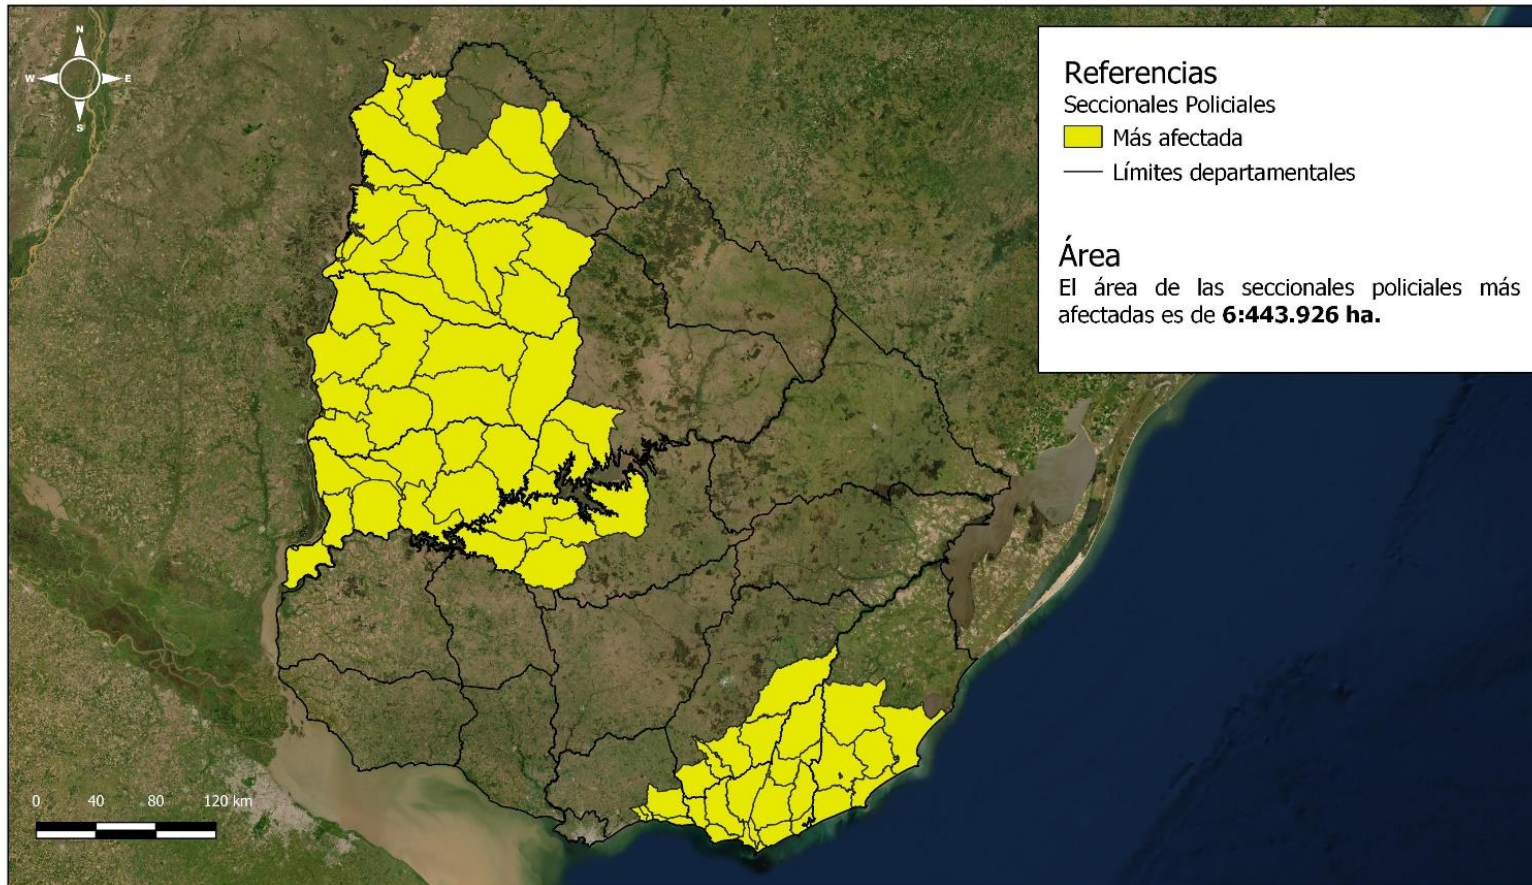 N
W E
S
Referencias
Seccionales Policiales
Más afectada
Límites departamentales
Área
El área de las seccionales policiales más
afectadas es de 6:443.926 ha.
0 40 80 120 km